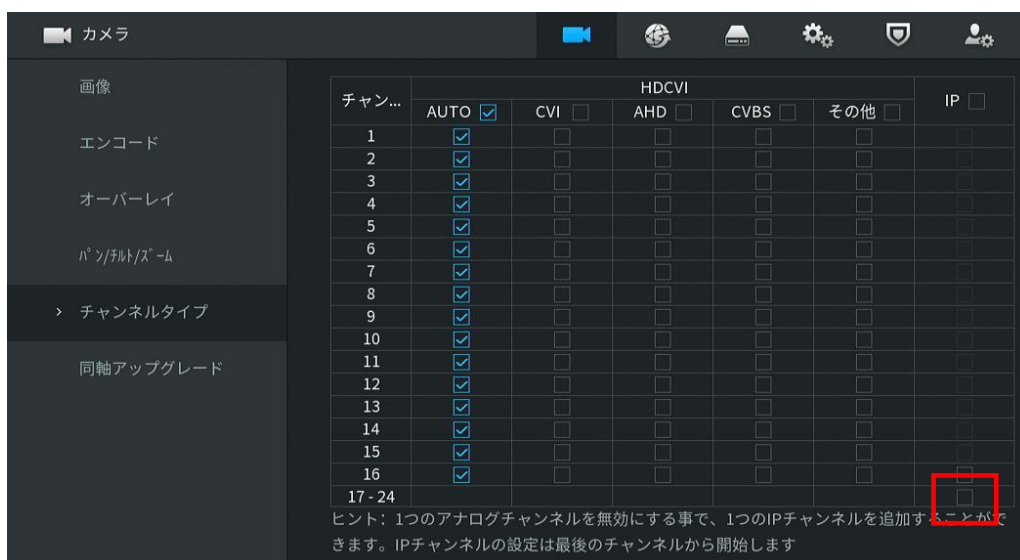 カメラ
画像
エンコード
オーバーレイ
ﾊﾟﾝ/ﾁﾙﾄ/ｽﾞｰﾑ
> チャンネルタイプ
同軸アップグレード
チャン... HDCVI IP
AUTO CVI AHD CVBS その他
1
2
3
4
5
6
7
8
9
10
11
12
13
14
15
16
17 - 24
ヒント: 1つのアナログチャンネルを無効にする事で、1つのIPチャンネルを追加することがで
きます。IPチャンネルの設定は最後のチャンネルから開始します